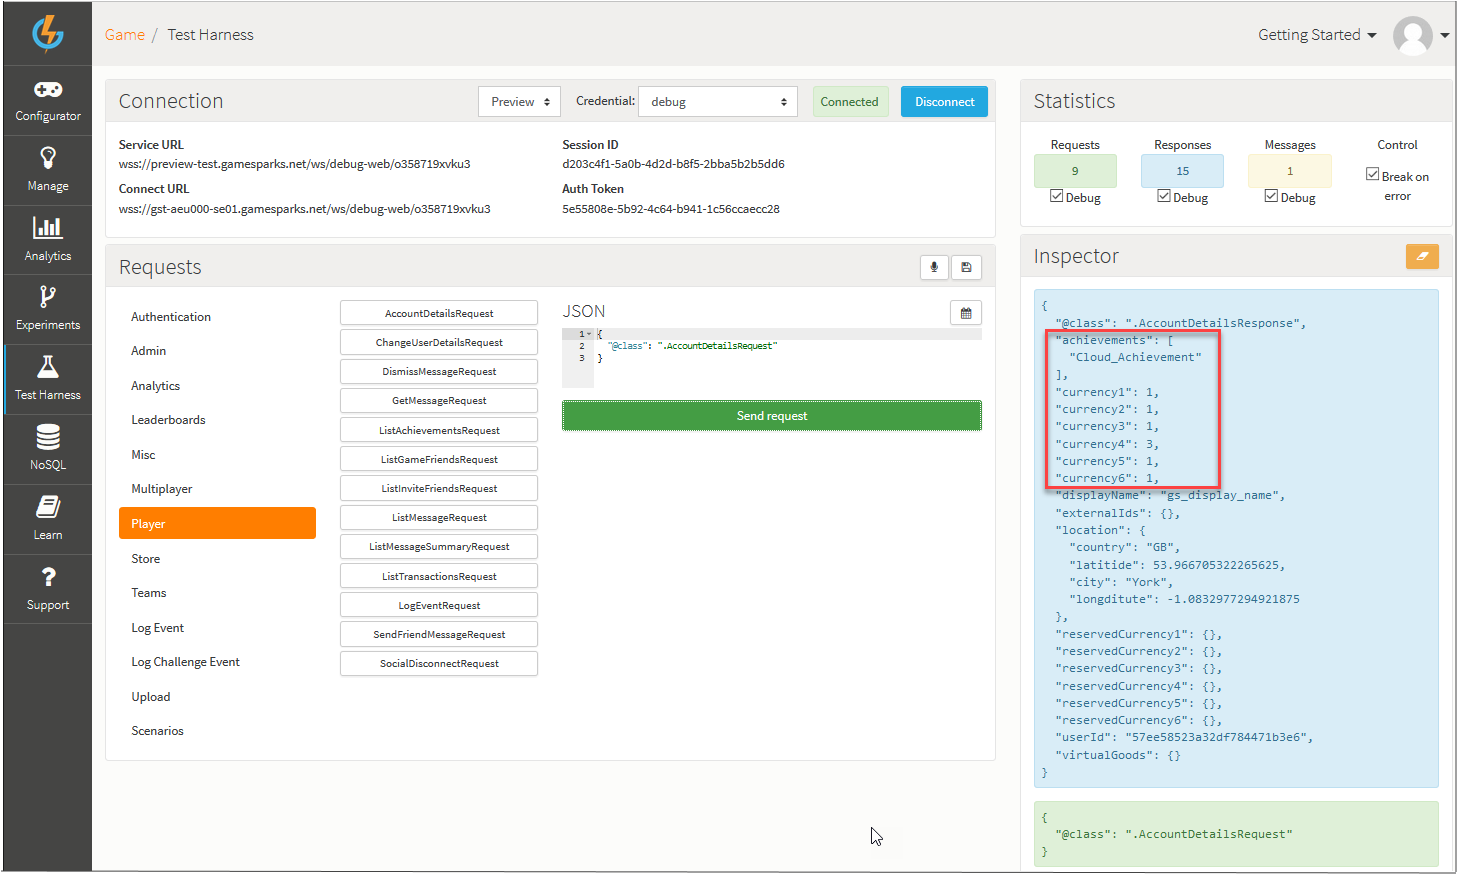 Game / Test Harness
Getting Started
Configurator
Manage
Analytics
Experiments
Test Harness
NoSQL
Learn
Support
Connection
Preview
Credential:
debug
Connected
Disconnect
Service URL
wss://preview-test.gamesparks.net/ws/debug-web/o358719xvku3
Connect URL
wss://gst-aeu000-se01.gamesparks.net/ws/debug-web/o358719xvku3
Session ID
d203c4f1-5a0b-4d2d-b8f5-2bba5b2b5dd6
Auth Token
5e55808e-5b92-4c64-b941-1c56ccaecc28
Requests
Authentication
Admin
Analytics
Leaderboards
Misc
Multiplayer
Player
Store
Teams
Log Event
Log Challenge Event
Upload
Scenarios
AccountDetailsRequest
ChangeUserDetailsRequest
DismissMessageRequest
GetMessageRequest
ListAchievementsRequest
ListGameFriendsRequest
ListInviteFriendsRequest
ListMessageRequest
ListMessageSummaryRequest
ListTransactionsRequest
LogEventRequest
SendFriendMessageRequest
SocialDisconnectRequest
JSON
1 {
2 "@class": ".AccountDetailsRequest"
3 }
Send request
Statistics
Requests
9
Debug
Responses
15
Debug
Messages
1
Debug
Control
Break on
error
Inspector
{
"@class": ".AccountDetailsResponse",
"achievements": [
"Cloud_Achievement"
],
"currency1": 1,
"currency2": 1,
"currency3": 1,
"currency4": 3,
"currency5": 1,
"currency6": 1,
"displayName": "gs_display_name",
"externalIds": {},
"location": {
"country": "GB",
"latitide": 53.966705322265625,
"city": "York",
"longditute": -1.0832977294921875
},
"reservedCurrency1": {},
"reservedCurrency2": {},
"reservedCurrency3": {},
"reservedCurrency4": {},
"reservedCurrency5": {},
"reservedCurrency6": {},
"userId": "57ee58523a32df784471b3e6",
"virtualGoods": {}
}
{
"@class": ".AccountDetailsRequest"
}